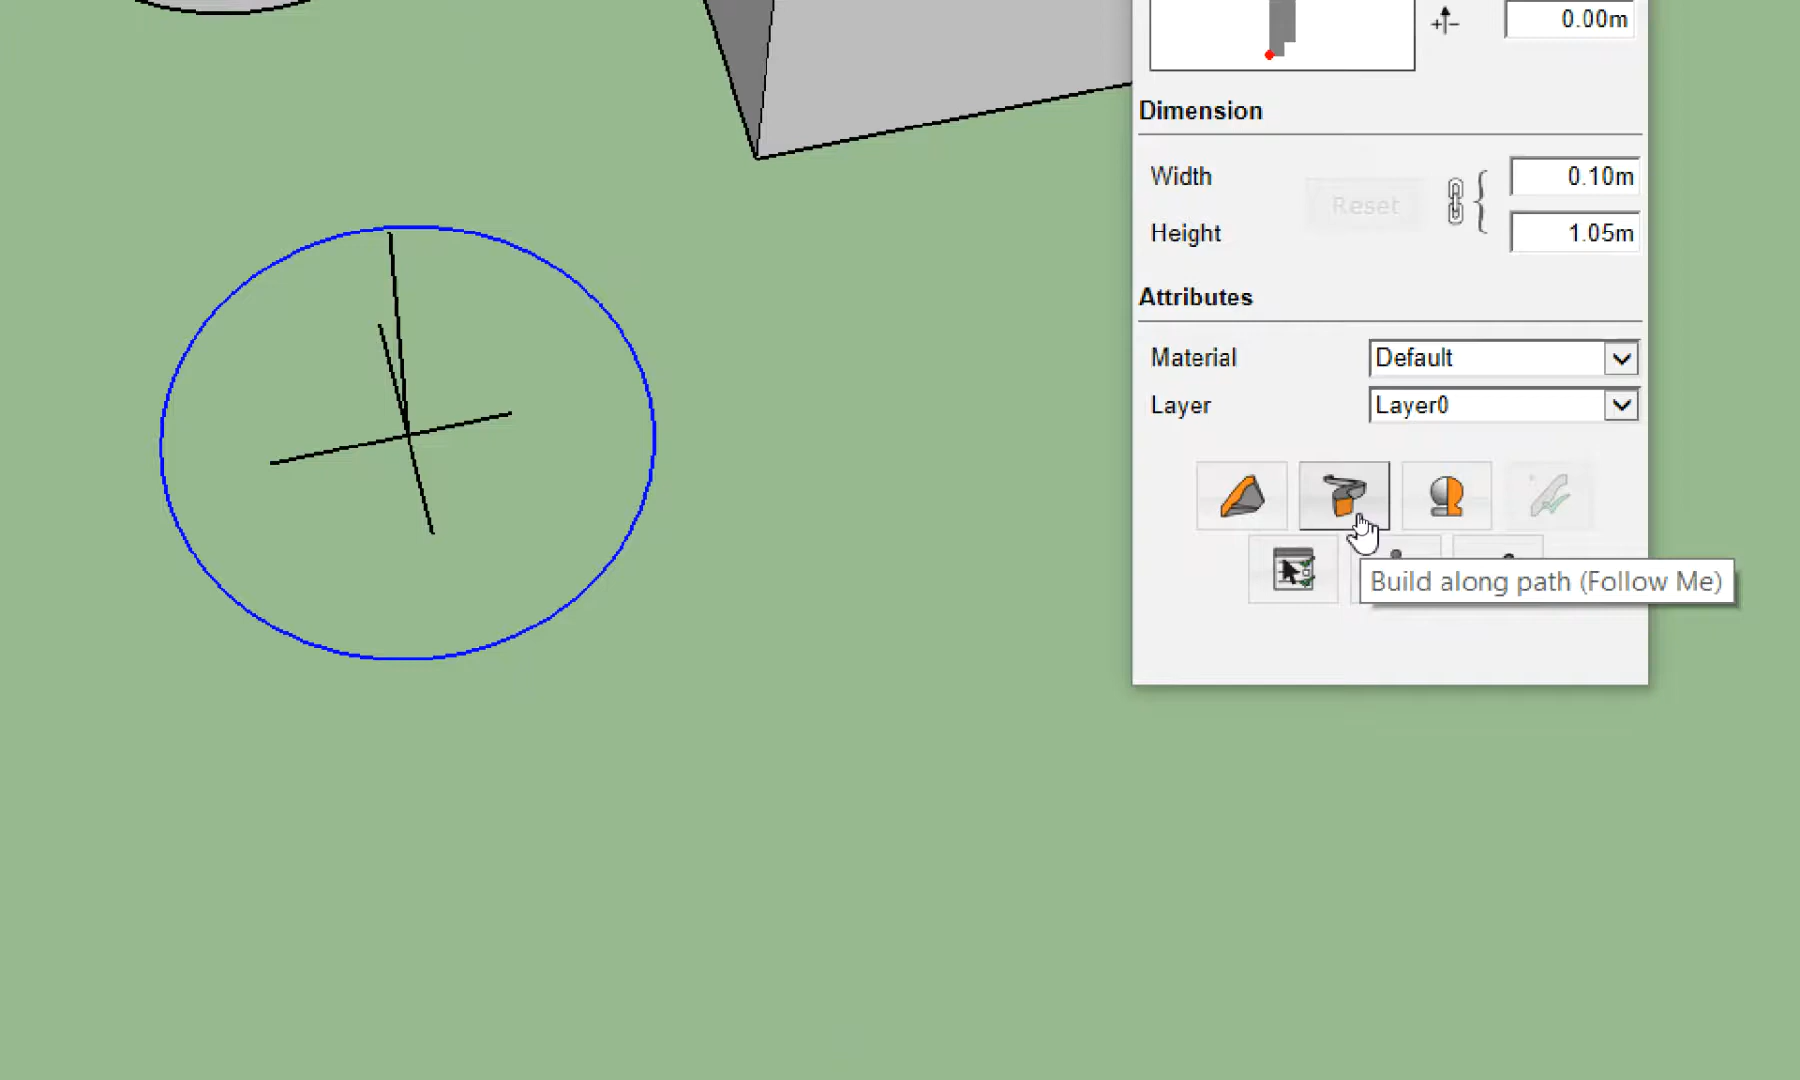 0.00m
Dimension
Width
0.10m
Reset
Height
1.05m
Attributes
Material
Default
Layer
Layer0
Build along path (Follow Me)